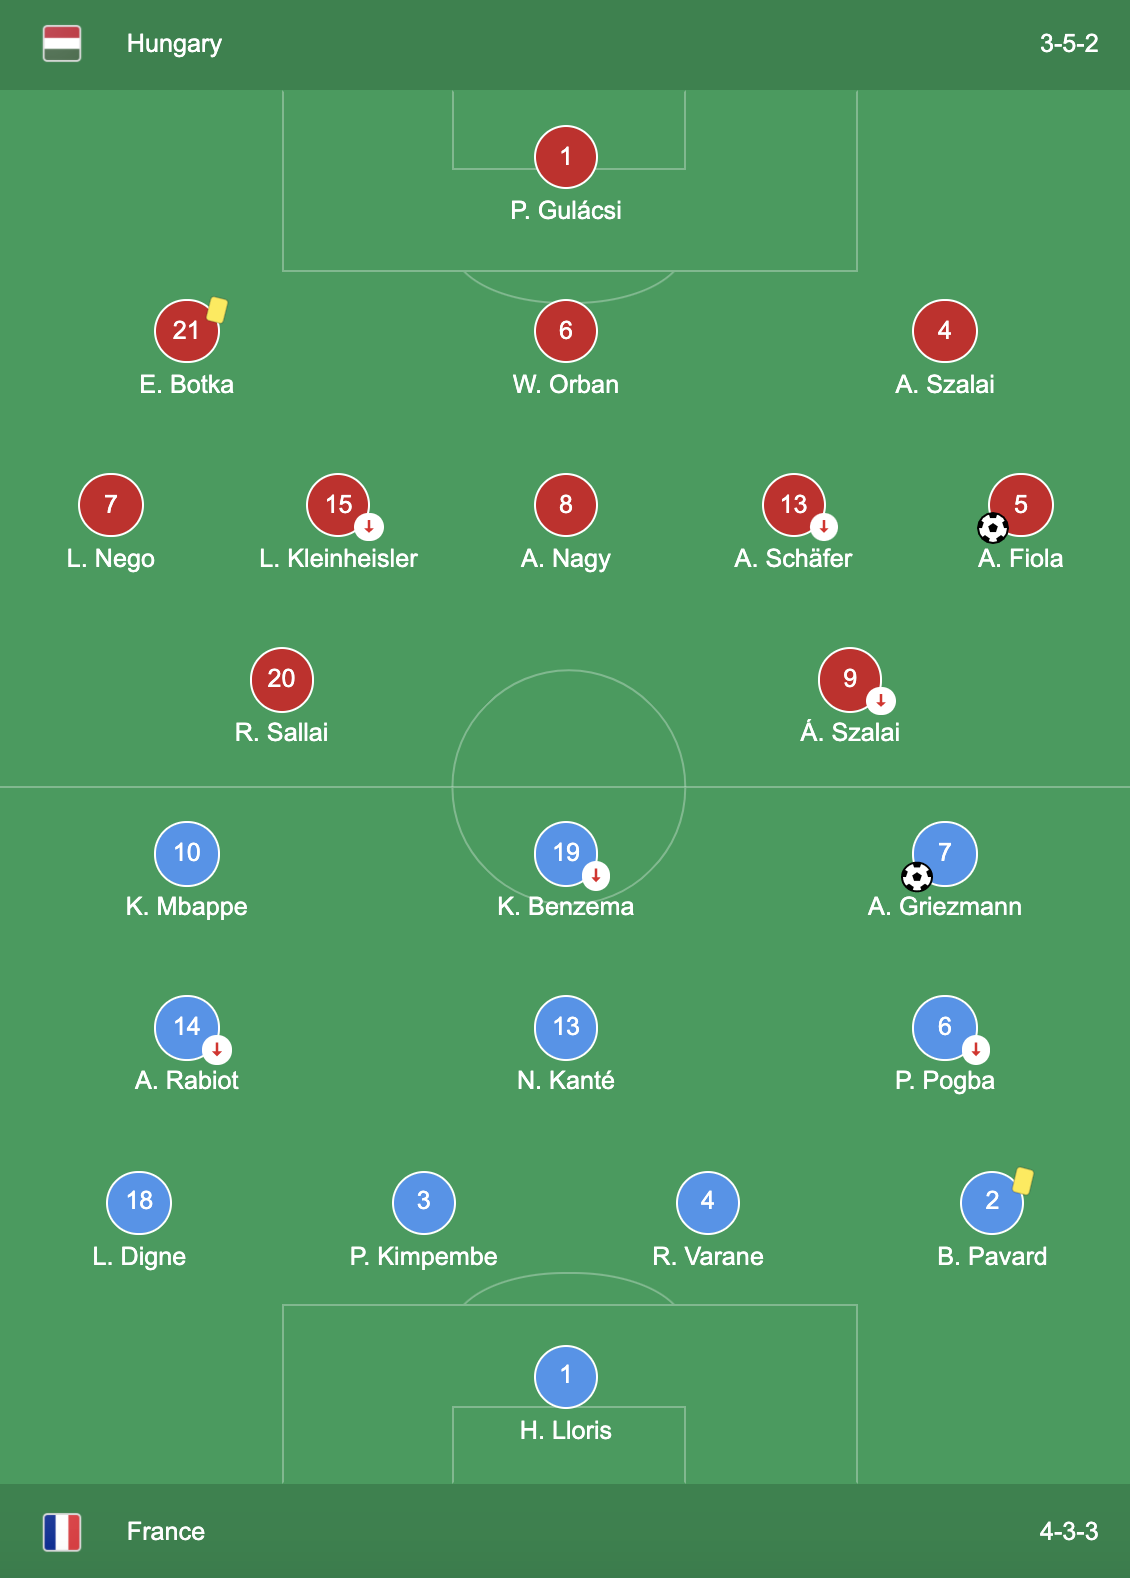 Hungary 3-5-2
1
P. Gulácsi
21 6 4
E. Botka W. Orban A. Szalai
7 15 8 13 5
L. Nego L. Kleinheisler A. Nagy A. Schäfer A. Fiola
20 9
R. Sallai Á. Szalai
10 19 7
K. Mbappe K. Benzema A. Griezmann
14 13 6
A. Rabiot N. Kanté P. Pogba
18 3 4 2
L. Digne P. Kimpembe R. Varane B. Pavard
1
H. Lloris
France 4-3-3